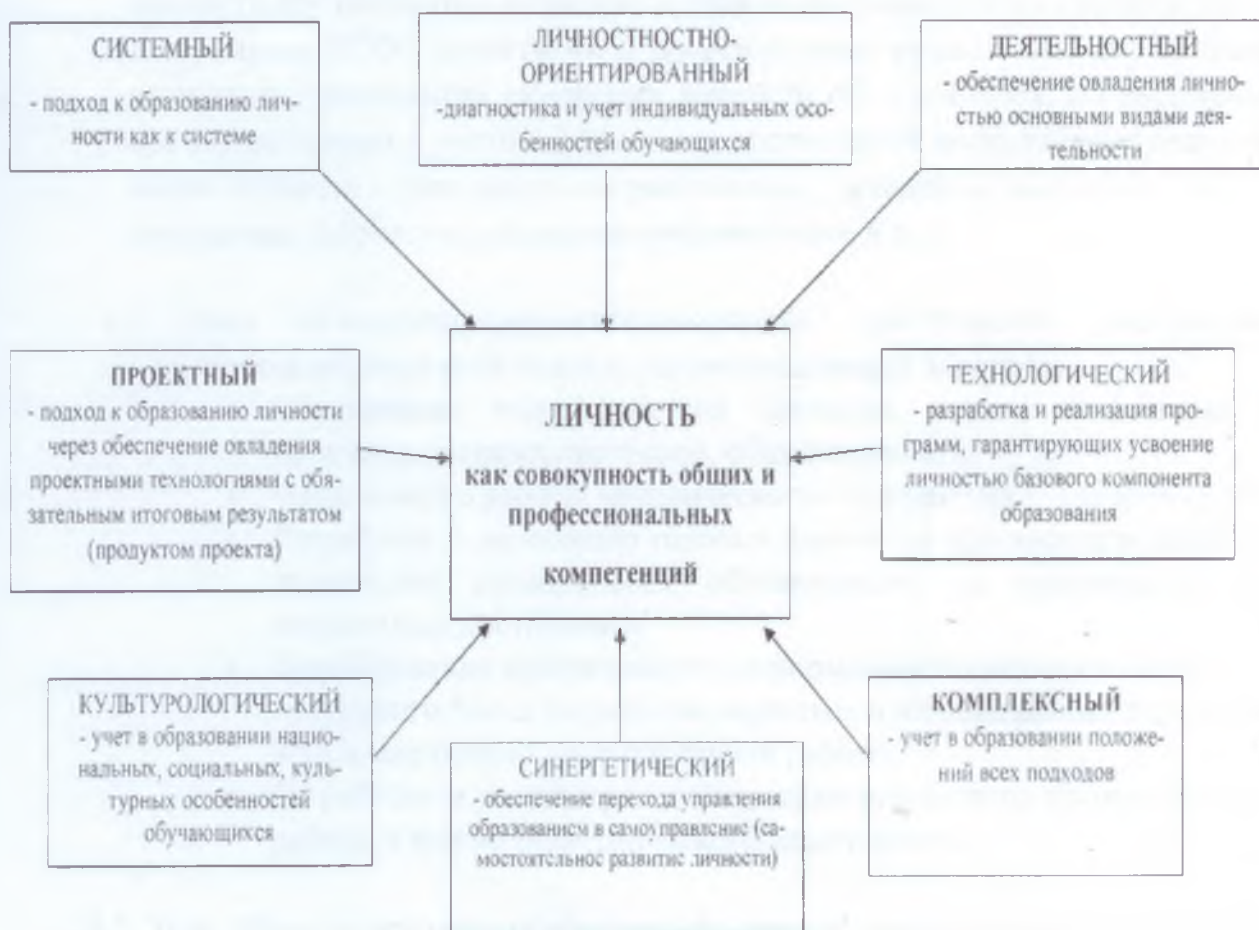 СИСТЕМНЫЙ
- подход к образованию лич-
ности как к системе
ЛИЧНОСТНОСТНО-
ОРИЕНТИРОВАННЫЙ
-диагностика и учет индивидуальных осо-
бенностей обучающихся
ДЕЯТЕЛЬНОСТНЫЙ
- обеспечение овладения лично-
стью основными видами дея-
тельности
ПРОЕКТНЫЙ
- подход к образованию личности
через обеспечение овладения
проектными технологиями с обя-
зательным итоговым результатом
(продуктом проекта)
ЛИЧНОСТЬ
как совокупность общих и
профессиональных
компетенций
ТЕХНОЛОГИЧЕСКИЙ
- разработка и реализация про-
грамм, гарантирующих усвоение
личностью базового компонента
образования
КУЛЬТУРОЛОГИЧЕСКИЙ
- учет в образовании нацио-
нальных, социальных, куль-
турных особенностей
обучающихся
СИНЕРГЕТИЧЕСКИЙ
- обеспечение перехода управления
образованием в самоуправление (са-
мостоятельное развитие личности)
КОМПЛЕКСНЫЙ
- учет в образовании положе-
ний всех подходов